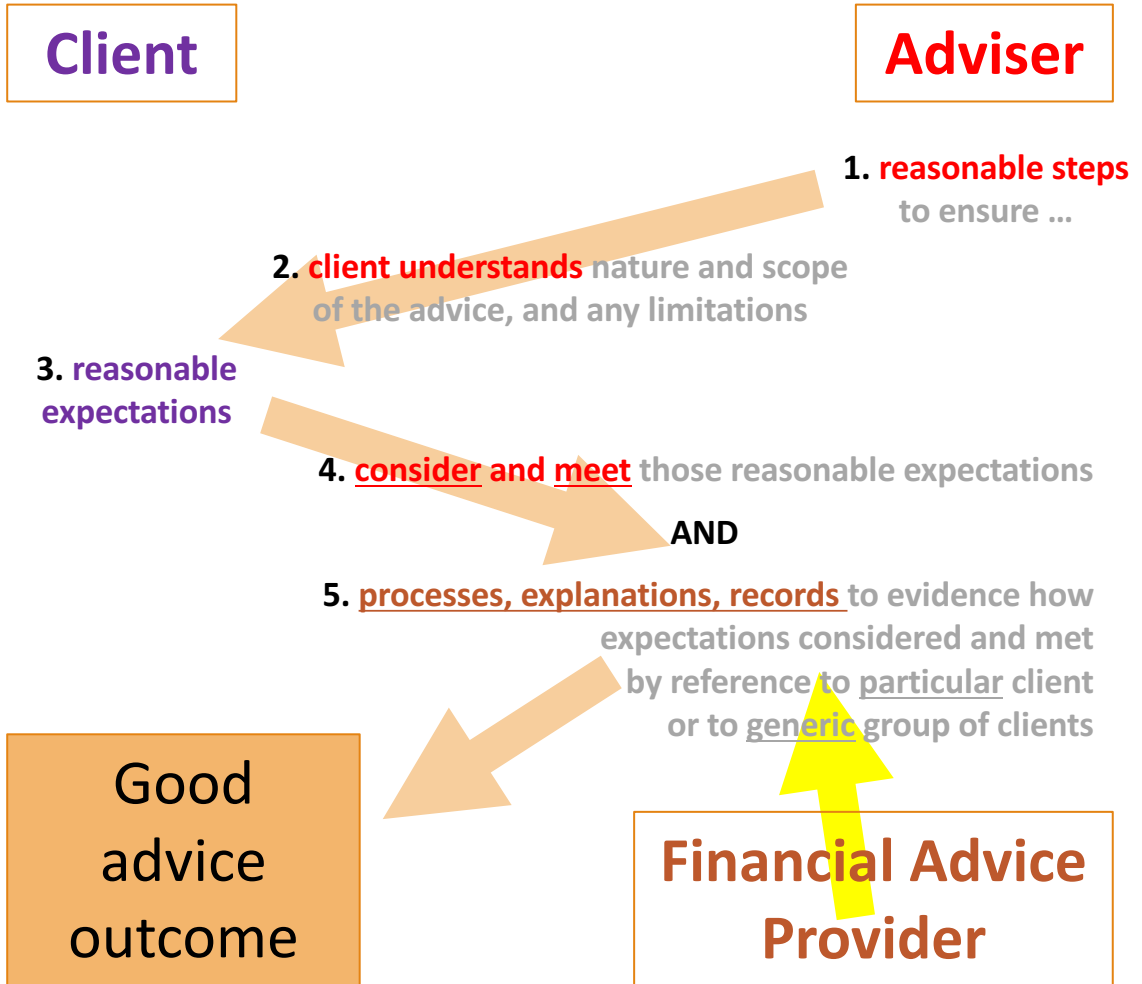 Client
Adviser
1. reasonable steps
to ensure ...
2. client understands nature and scope
of the advice, and any limitations
3. reasonable
expectations
4. consider and meet those reasonable expectations
AND
5. processes, explanations, records to evidence how
expectations considered and met
by reference to particular client
or to generic group of clients
Good
advice
outcome
Financial Advice
Provider